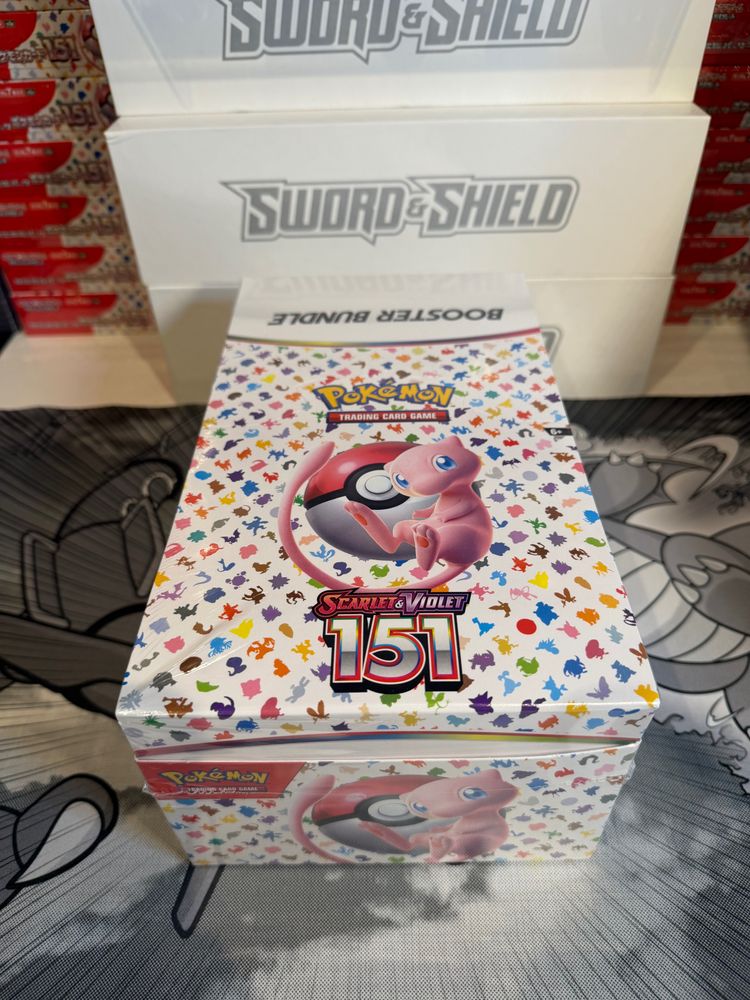 SWORD & SHIELD
SWORD & SHIELD
BOOSTER BUNDLE
POKÉMON
TRADING CARD GAME
6+
SCARLET & VIOLET
151
POKÉMON
TRADING CARD GAME